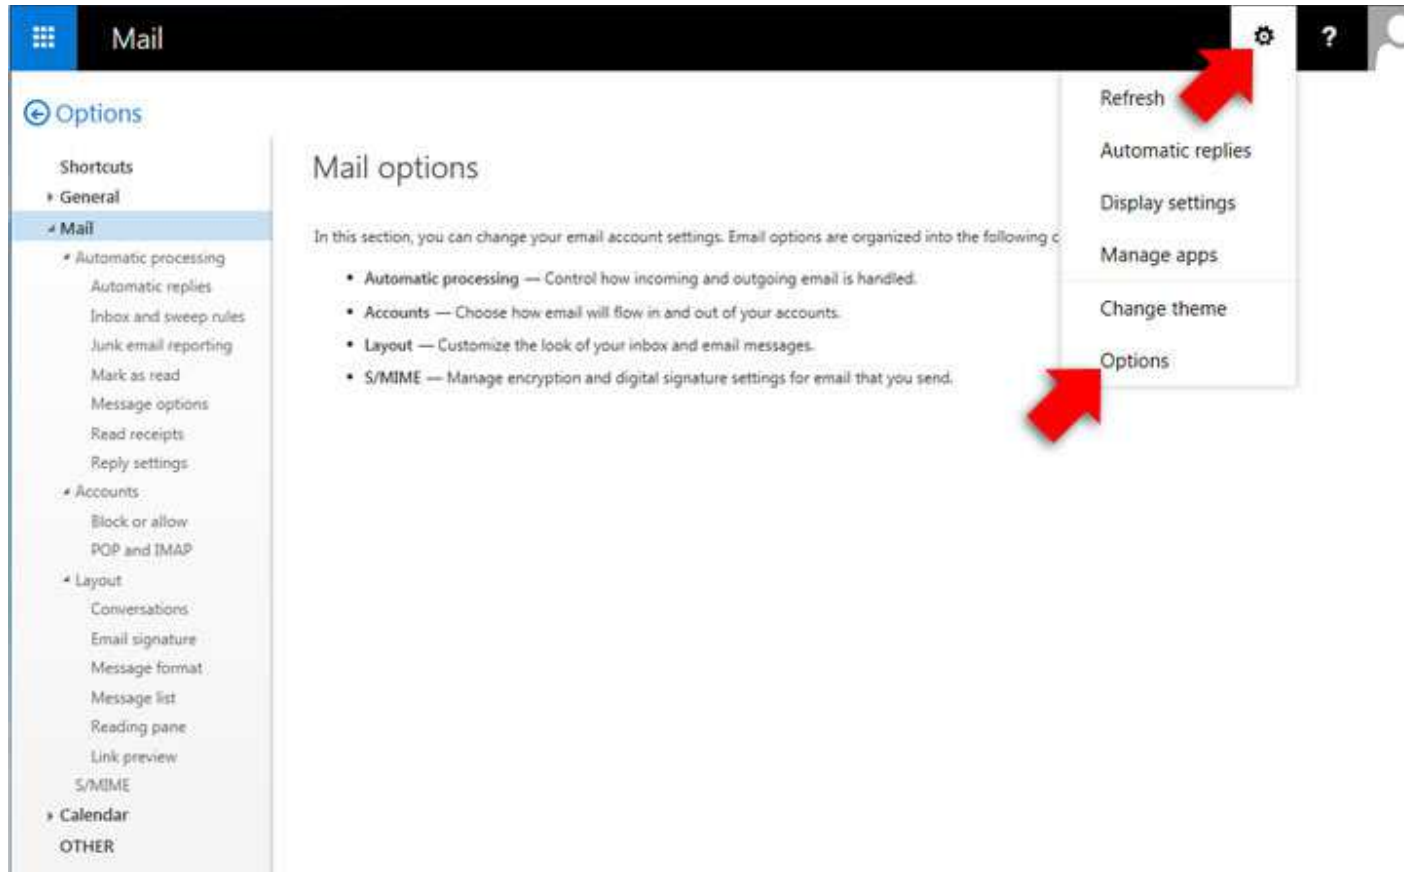 Mail
?
Options
Shortcuts
General
Mail
Automatic processing
Automatic replies
Inbox and sweep rules
Junk email reporting
Mark as read
Message options
Read receipts
Reply settings
Accounts
Block or allow
POP and IMAP
Layout
Conversations
Email signature
Message format
Message list
Reading pane
Link preview
S/MIME
Calendar
OTHER
Mail options
In this section, you can change your email account settings. Email options are organized into the following c
• Automatic processing — Control how incoming and outgoing email is handled.
• Accounts — Choose how email will flow in and out of your accounts.
• Layout — Customize the look of your inbox and email messages.
• S/MIME — Manage encryption and digital signature settings for email that you send.
Refresh
Automatic replies
Display settings
Manage apps
Change theme
Options